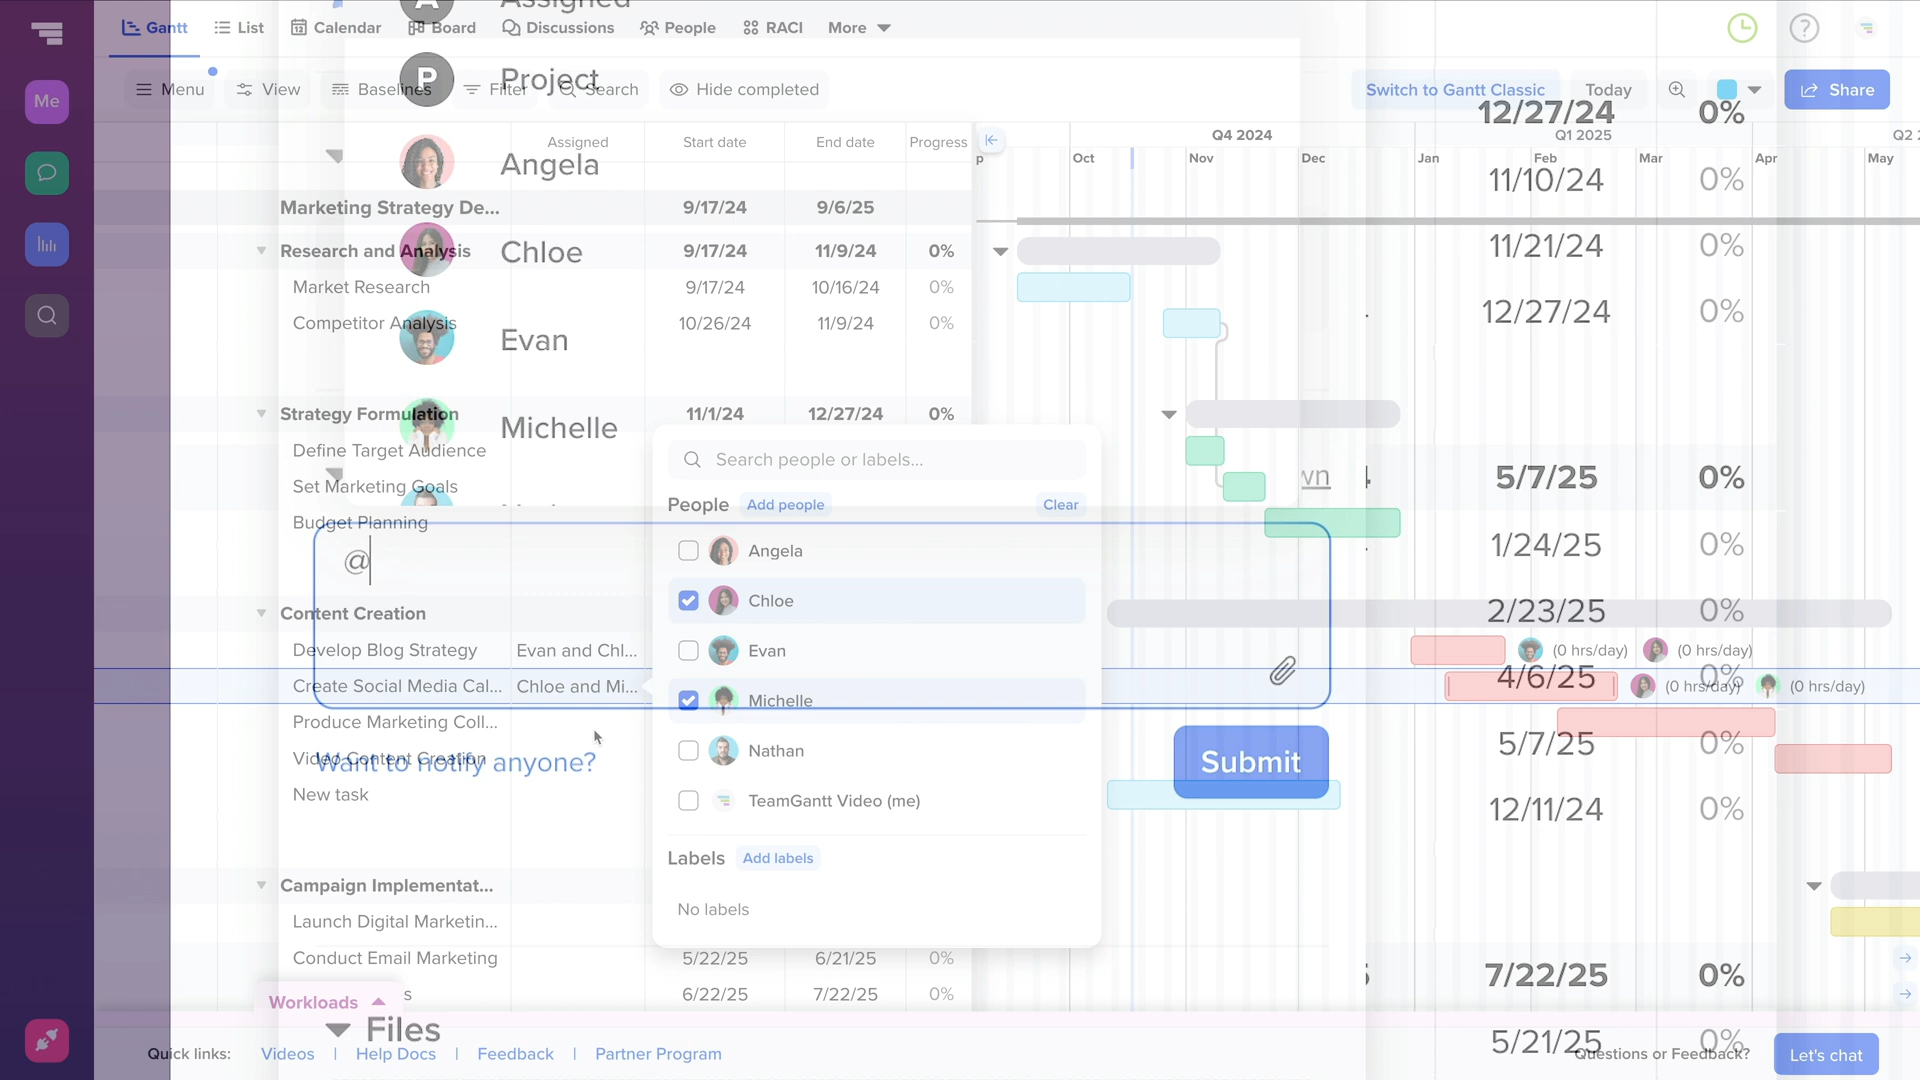 Assigned
Gantt List Calendar Board Discussions People RACI More
Me
P Project
Menu View Baselines Filter Search Hide completed Switch to Gantt Classic Today Share
12/27/24 0%
Assigned Start date End date Progress
Q4 2024 Q1 2025 Q2
p Oct Nov Dec Jan Feb Mar Apr May
Angela
11/10/24 0%
Marketing Strategy De... 9/17/24 9/6/25
Research and Analysis 9/17/24 11/9/24 0%
Chloe
11/21/24 0%
Market Research 9/17/24 10/16/24 0%
Competitor Analysis 10/26/24 11/9/24 0%
12/27/24 0%
Evan
Strategy Formulation 11/1/24 12/27/24 0%
Michelle
Define Target Audience
Search people or labels...
wn 4 5/7/25 0%
Set Marketing Goals
People Add people Clear
Budget Planning
@
Angela
1/24/25 0%
Chloe
Content Creation
2/23/25 0%
Develop Blog Strategy Evan and Chl...
Evan
(0 hrs/day) (0 hrs/day)
Create Social Media Cal... Chloe and Mi...
4/6/25 0%
(0 hrs/day) (0 hrs/day)
Michelle
Produce Marketing Coll...
5/7/25 0%
Nathan
Video Content Creation
Want to notify anyone?
Submit
New task
TeamGantt Video (me)
12/11/24 0%
Labels Add labels
Campaign Implementat...
No labels
Launch Digital Marketin...
Conduct Email Marketing 5/22/25 6/21/25 0%
7/22/25 0%
s 6/22/25 7/22/25 0%
Workloads
Files
5/21/25 0%
Quick links: Videos | Help Docs | Feedback | Partner Program
Questions or Feedback? Let's chat